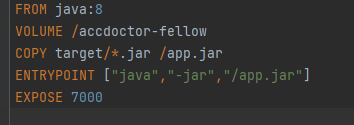 FROM java:8
VOLUME /accdoctor-fellow
COPY target/*.jar /app.jar
ENTRYPOINT ["java","-jar","/app.jar"]
EXPOSE 7000